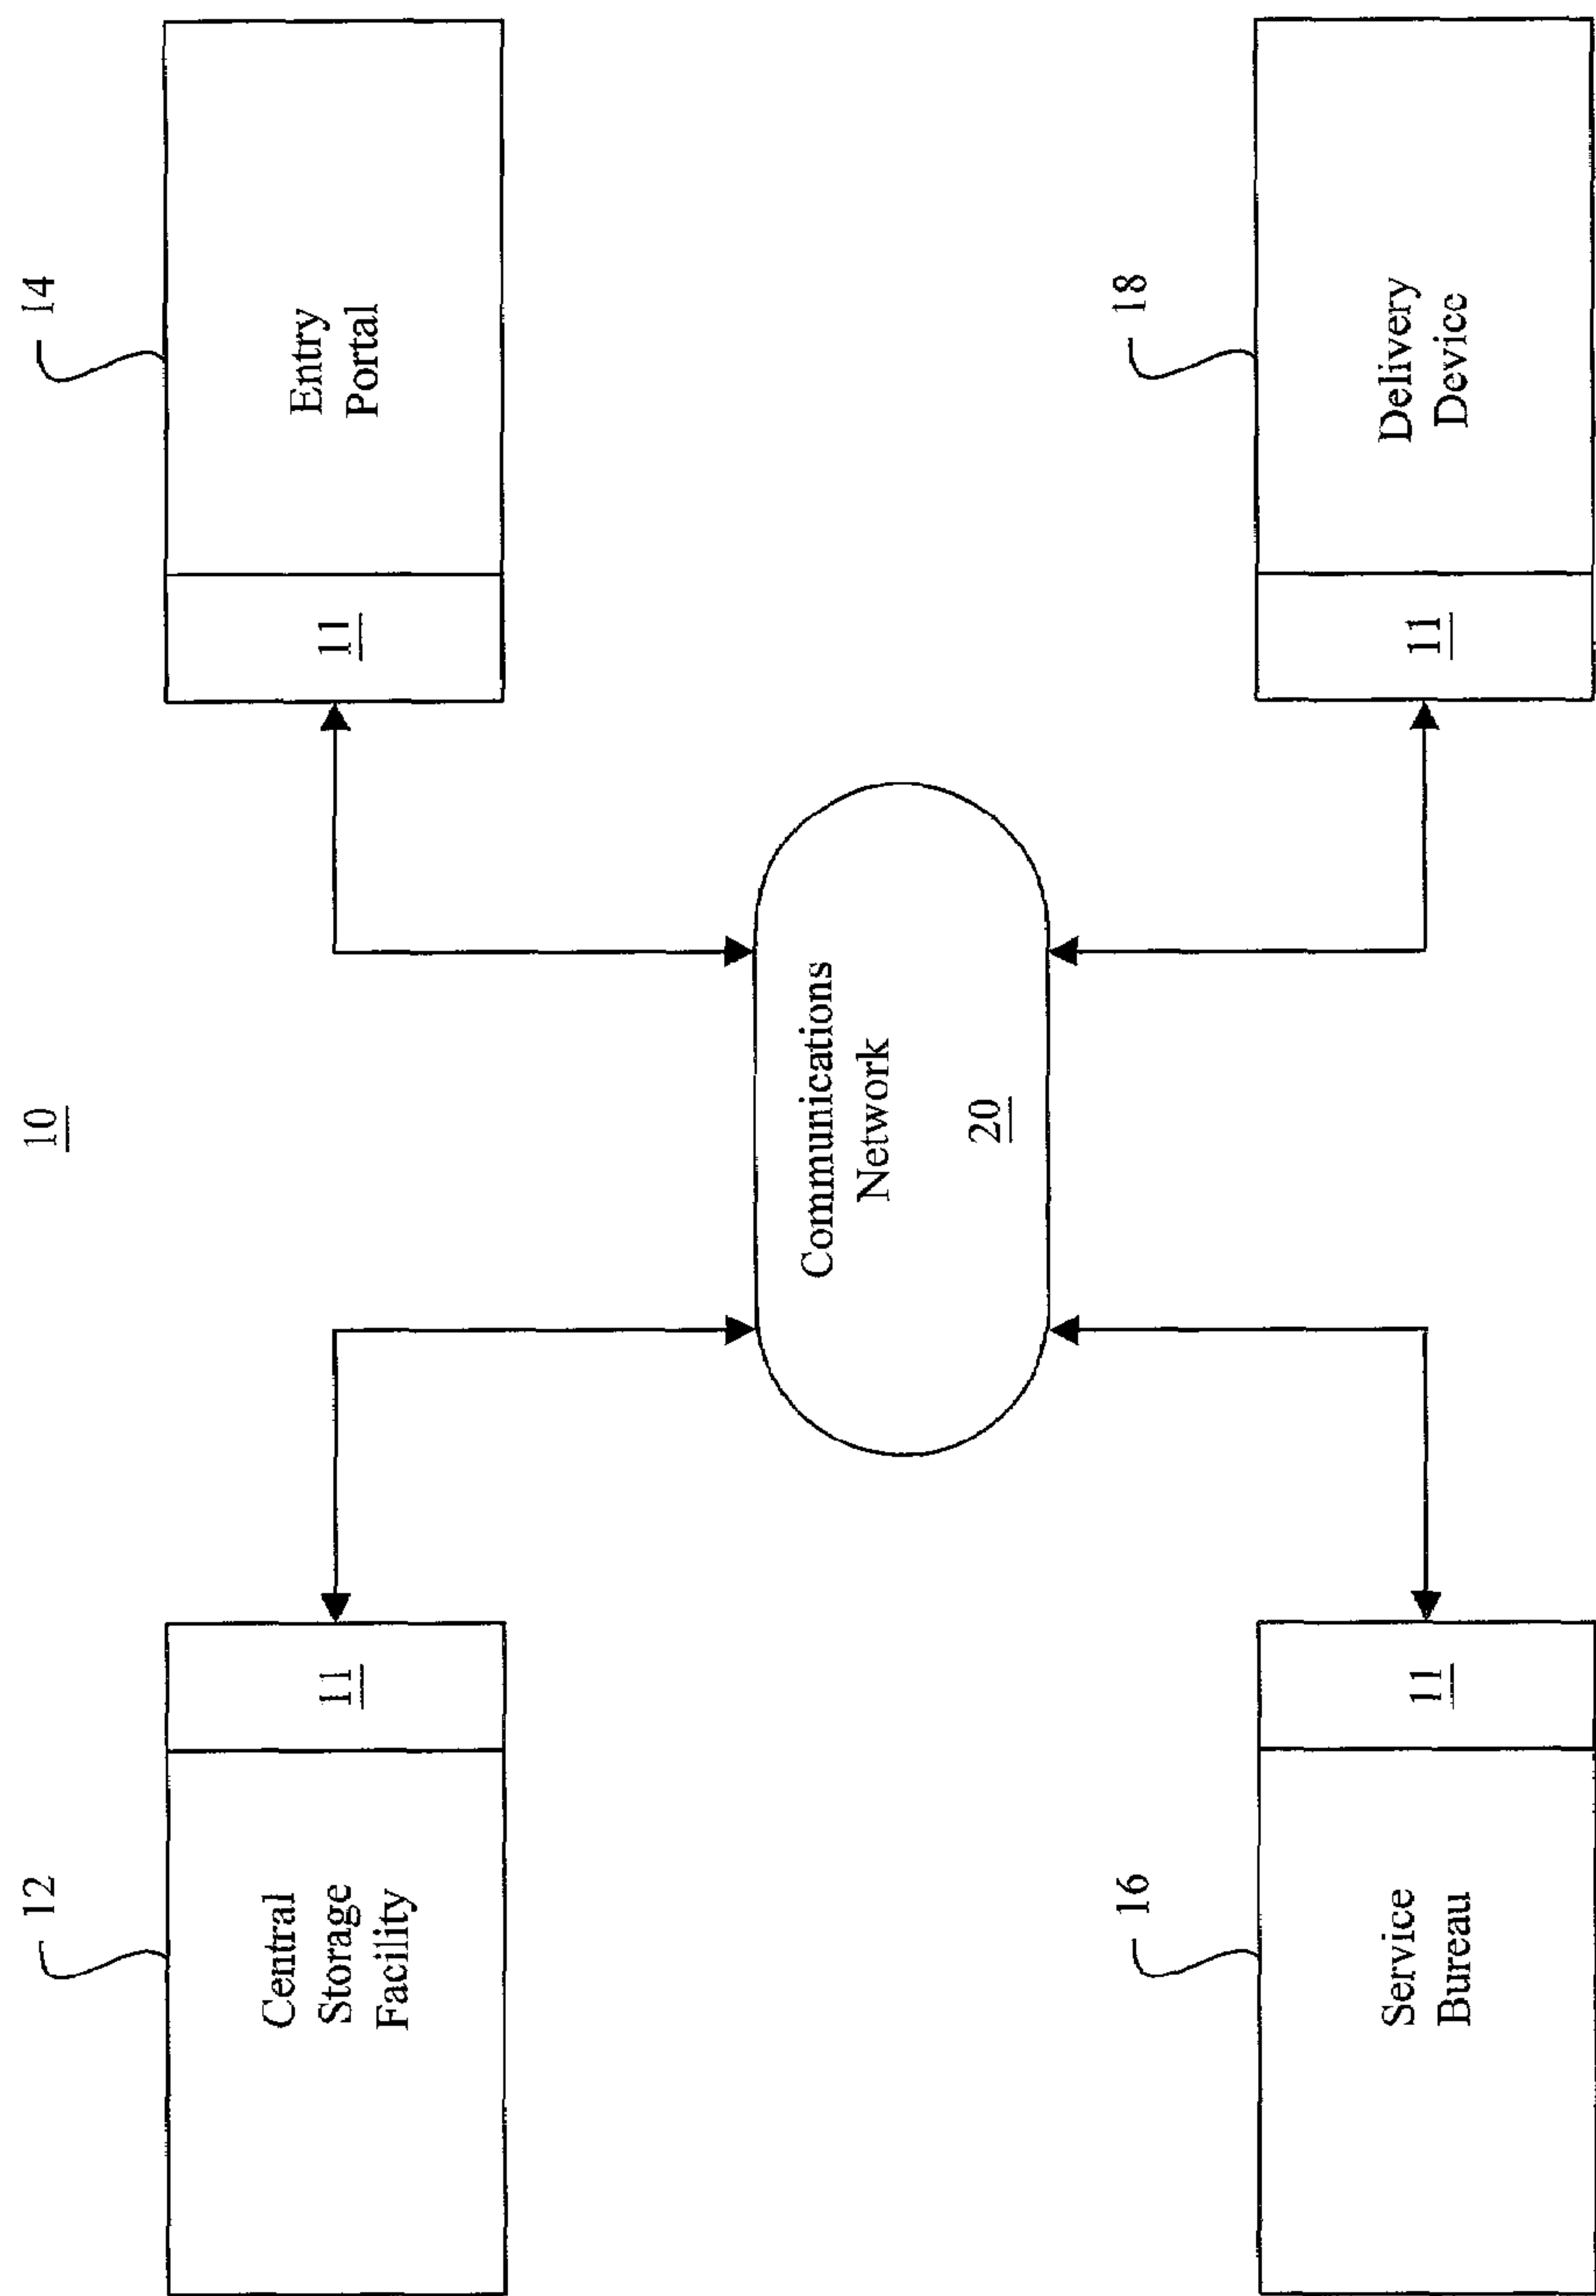 10
12
14
Central
Storage
Facility
11
11
Entry
Portal
Communications
Network
20
16
18
Service
Bureau
11
11
Delivery
Device